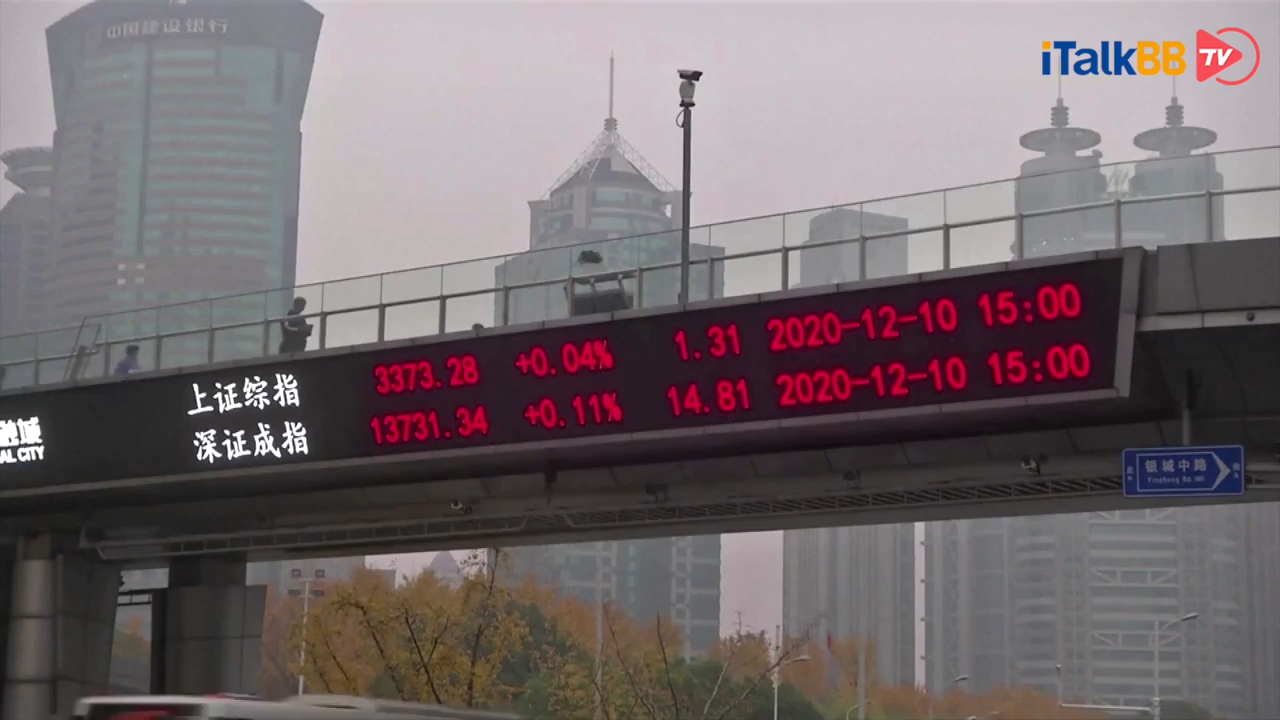 中国建设银行
iTalkBB TV
上证综指 3373.28 +0.04% 1.31 2020-12-10 15:00
深证成指 13731.34 +0.11% 14.81 2020-12-10 15:00
融城
AL CITY
银城中路
Yincheng Rd. (M)